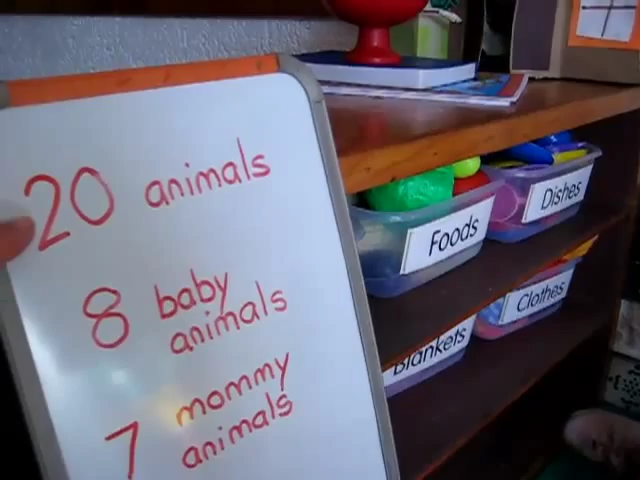 20 animals
8 baby
animals
7 mommy
animals
Foods
Dishes
Blankets
Clothes